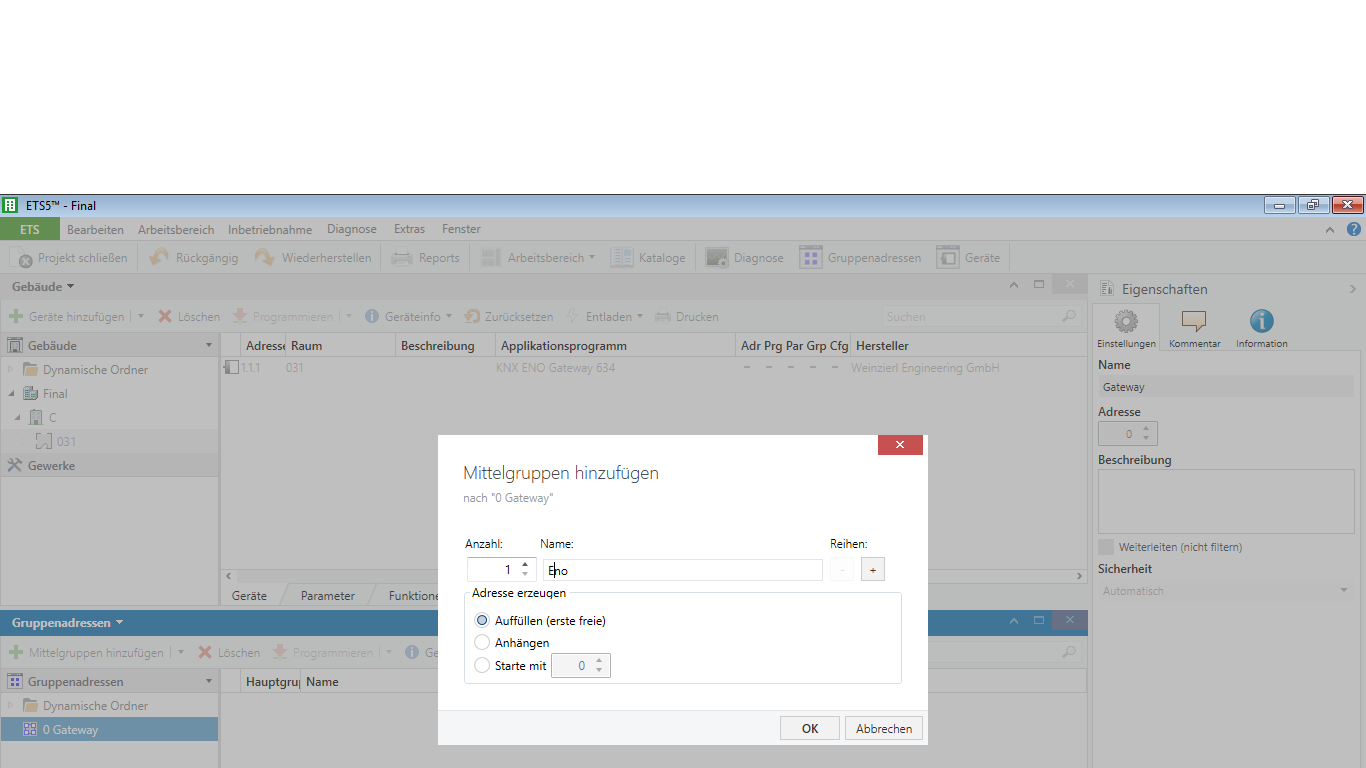 ETS5™ - Final
ETS Bearbeiten Arbeitsbereich Inbetriebnahme Diagnose Extras Fenster
Projekt schließen Rückgängig Wiederherstellen Reports Arbeitsbereich Kataloge Diagnose Gruppenadressen Geräte
Gebäude
Geräte hinzufügen Löschen Programmieren Geräteinfo Zurücksetzen Entladen Drucken Suchen
Gebäude
Dynamische Ordner
Final
C
031
Gewerke
Adresse Raum Beschreibung Applikationsprogramm Adr Prg Par Grp Cfg Hersteller
1.1.1 031 KNX ENO Gateway 634 - - - - - Weinzierl Engineering GmbH
Geräte Parameter Funktione
Gruppenadressen
Mittelgruppen hinzufügen Löschen Programmieren Ge
Gruppenadressen
Dynamische Ordner
0 Gateway
Hauptgrup Name
Mittelgruppen hinzufügen
nach "0 Gateway"
Anzahl: Name: Reihen:
1 Eno - +
Adresse erzeugen
Auffüllen (erste freie)
Anhängen
Starte mit 0
OK Abbrechen
Eigenschaften
Einstellungen Kommentar Information
Name
Gateway
Adresse
0
Beschreibung
Weiterleiten (nicht filtern)
Sicherheit
Automatisch